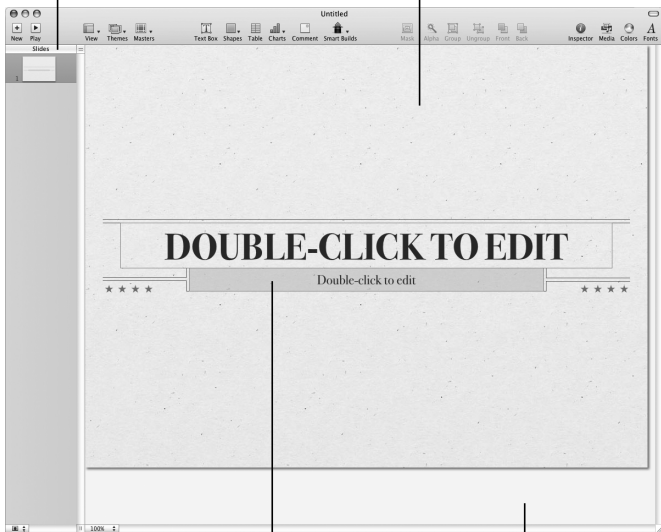 Untitled
New Play View Themes Masters Text Box Shapes Table Charts Comment Smart Builds Mask Alpha Group Ungroup Front Back Inspector Media Colors Fonts
Slides
1
DOUBLE-CLICK TO EDIT
Double-click to edit
100%